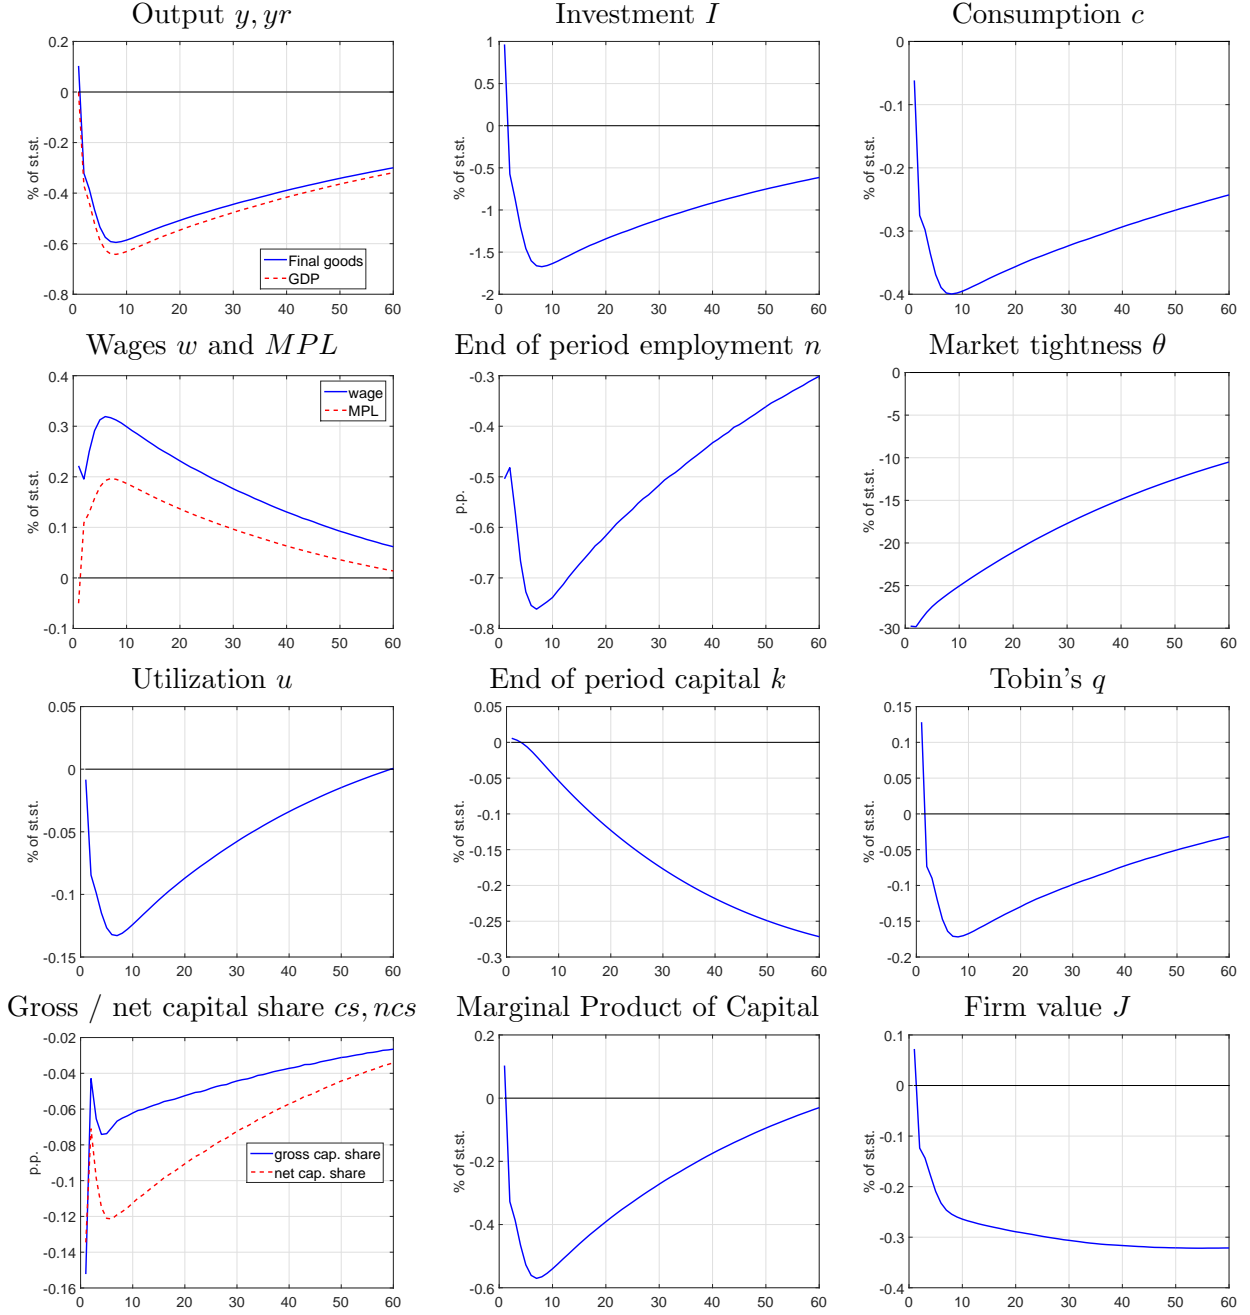 Output y, yr
% of st.st.
0.2
0
-0.2
-0.4
-0.6
-0.8
Final goods
GDP
0 10 20 30 40 50 60
Investment I
% of st.st.
1
0.5
0
-0.5
-1
-1.5
-2
0 10 20 30 40 50 60
Consumption c
% of st.st.
0
-0.1
-0.2
-0.3
-0.4
0 10 20 30 40 50 60
Wages w and MPL
% of st.st.
0.4
0.3
0.2
0.1
0
-0.1
wage
MPL
0 10 20 30 40 50 60
End of period employment n
p.p.
-0.3
-0.4
-0.5
-0.6
-0.7
-0.8
0 10 20 30 40 50 60
Market tightness θ
% of st.st.
0
-5
-10
-15
-20
-25
-30
0 10 20 30 40 50 60
Utilization u
% of st.st.
0.05
0
-0.05
-0.1
-0.15
0 10 20 30 40 50 60
End of period capital k
% of st.st.
0.05
0
-0.05
-0.1
-0.15
-0.2
-0.25
-0.3
0 10 20 30 40 50 60
Tobin's q
% of st.st.
0.15
0.1
0.05
0
-0.05
-0.1
-0.15
-0.2
0 10 20 30 40 50 60
Gross / net capital share cs, ncs
p.p.
-0.02
-0.04
-0.06
-0.08
-0.1
-0.12
-0.14
-0.16
gross cap. share
net cap. share
0 10 20 30 40 50 60
Marginal Product of Capital
% of st.st.
0.2
0
-0.2
-0.4
-0.6
0 10 20 30 40 50 60
Firm value J
% of st.st.
0.1
0
-0.1
-0.2
-0.3
-0.4
0 10 20 30 40 50 60